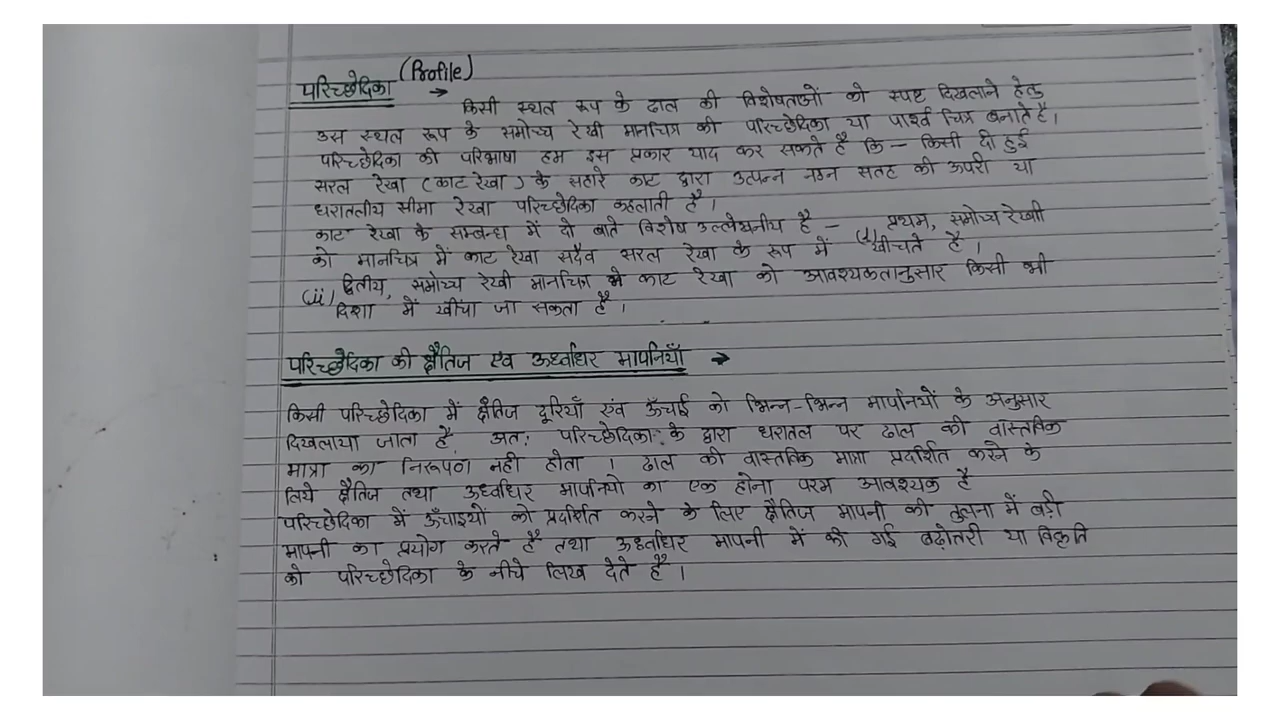 परिच्छेदिका (Profile) →
किसी स्थल रूप के ढाल की विशेषताओं को स्पष्ट दिखलाने हेतु
उस स्थल रूप के समोच्च रेखी मानचित्र की परिच्छेदिका या पार्श्व चित्र बनाते है।
परिच्छेदिका की परिभाषा हम इस प्रकार याद कर सकते है कि - किसी दी हुई
सरल रेखा (काट रेखा) के सहारे काट द्वारा उत्पन्न नग्न सतह की ऊपरी या
धरातलीय सीमा रेखा परिच्छेदिका कहलाती है।
काट रेखा के सम्बन्ध में दो बाते विशेष उल्लेखनीय है - (i) प्रथम, समोच्च रेखी
को मानचित्र में काट रेखा सदैव सरल रेखा के रूप में खींचते है।
(ii) द्वितीय, समोच्च रेखी मानचित्र में काट रेखा को आवश्यकतानुसार किसी भी
दिशा में खींचा जा सकता है।
परिच्छेदिका की क्षैतिज एंव ऊर्ध्वाधर मापनियाँ →
किसी परिच्छेदिका में क्षैतिज दूरियाँ एंव ऊँचाई को भिन्न-भिन्न मापनियों के अनुसार
दिखलाया जाता है अत: परिच्छेदिका के द्वारा धरातल पर ढाल की वास्तविक
मात्रा का निरूपण नही होता । ढाल की वास्तविक मात्रा प्रदर्शित करने के
लिये क्षैतिज तथा ऊर्ध्वाधर मापनियो का एक होना परम आवश्यक है
परिच्छेदिका में ऊँचाइयों को प्रदर्शित करने के लिए क्षैतिज मापनी की तुलना में बड़ी
मापनी का प्रयोग करते है तथा ऊर्ध्वाधर मापनी में की गई बढ़ोतरी या विकृति
को परिच्छेदिका के नीचे लिख देते है।